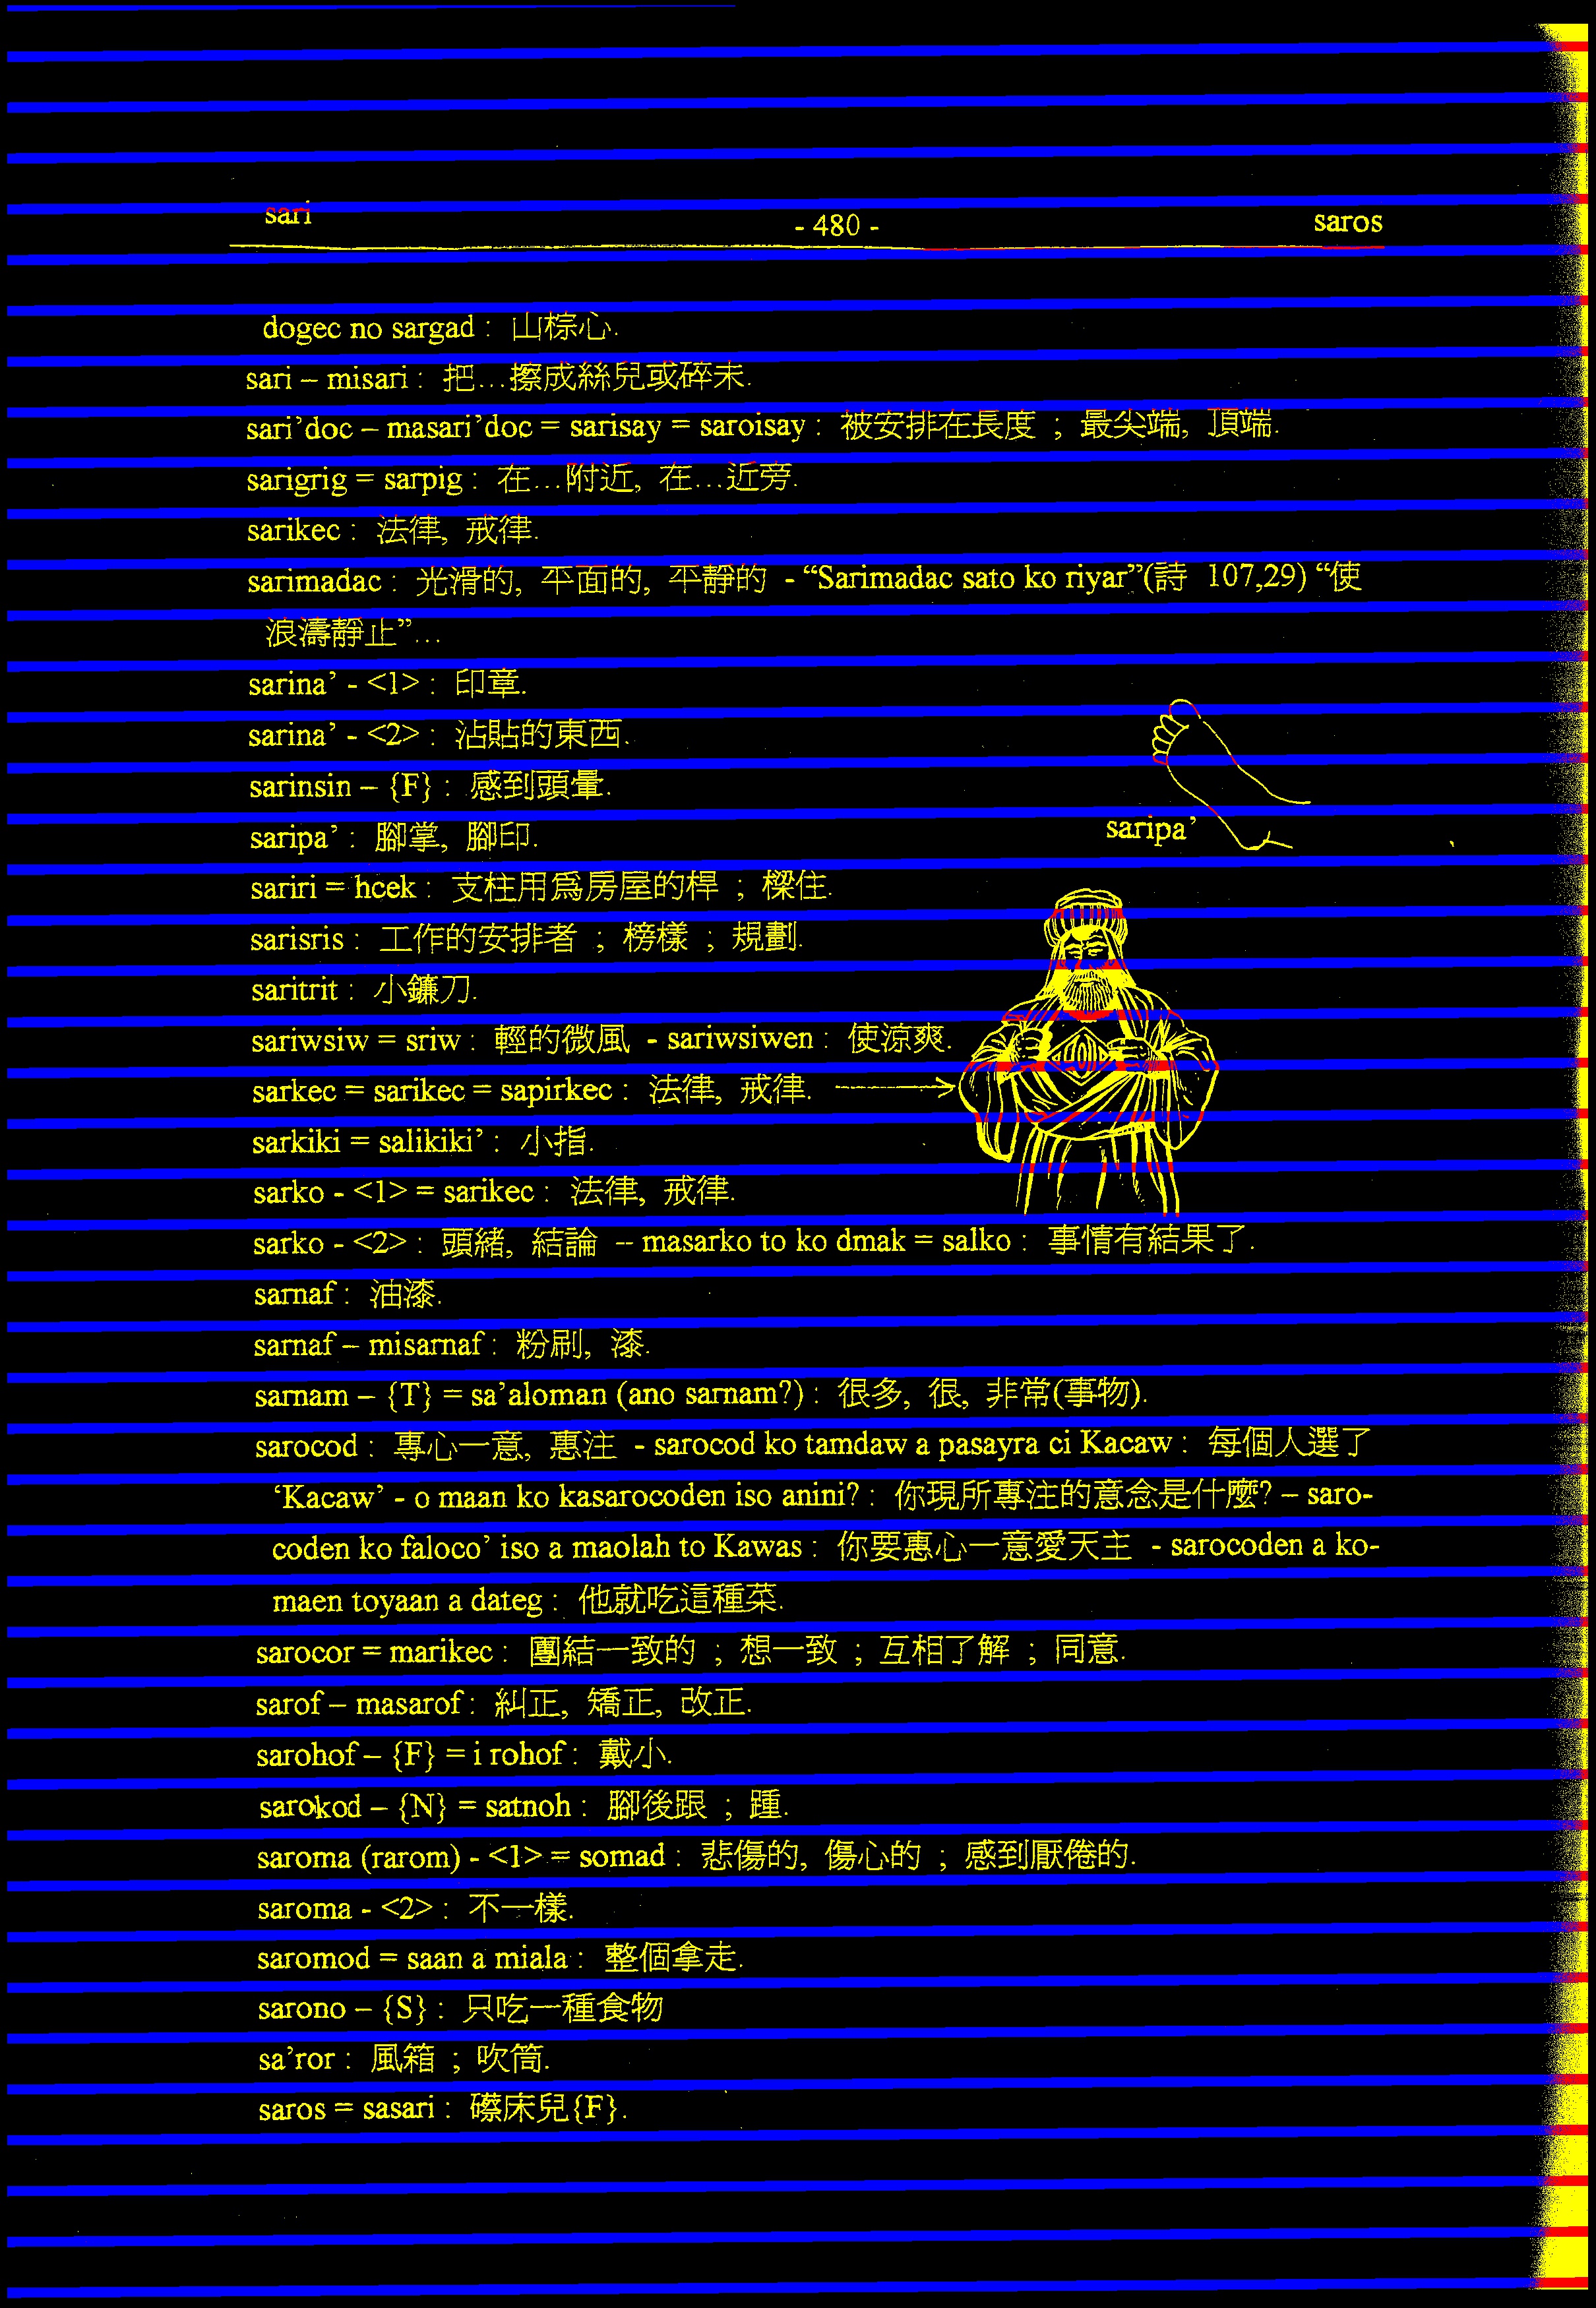 sari - 480 - saros
dogec no sargad : 山棕心.
sari – misari : 把…擦成絲兒或碎末.
sari’doc – masari’doc = sarisay = saroisay : 被安排在長度 ; 最尖端, 頂端.
sarigrig = sarpig : 在…附近, 在…近旁.
sarikec : 法律, 戒律.
sarimadac : 光滑的, 平面的, 平靜的 - “Sarimadac sato ko riyar”(詩 107,29) “使
浪濤靜止”…
sarina’ - <1> : 印章.
sarina’ - <2> : 沾貼的東西.
sarinsin – {F} : 感到頭暈.
saripa’ : 腳掌, 腳印.
saripa’
sariri = hcek : 支柱用爲房屋的桿 ; 樑住.
sarisris : 工作的安排者 ; 榜樣 ; 規劃.
saritrit : 小鐮刀.
sariwsiw = sriw : 輕的微風 - sariwsiwen : 使涼爽.
sarkec = sarikec = sapirkec : 法律, 戒律.
sarkiki = salikiki’ : 小指.
sarko - <1> = sarikec : 法律, 戒律.
sarko - <2> : 頭緒, 結論 – masarko to ko dmak = salko : 事情有結果了.
sarnaf : 油漆.
sarnaf – misarnaf : 粉刷, 漆.
sarnam – {T} = sa’aloman (ano sarnam?) : 很多, 很, 非常(事物).
sarocod : 專心一意, 惠注 - sarocod ko tamdaw a pasayra ci Kacaw : 每個人選了
‘Kacaw’ - o maan ko kasarocoden iso anini? : 你現所專注的意念是什麼? – saro-
coden ko faloco’ iso a maolah to Kawas : 你要惠心一意愛天主 - sarocoden a ko-
maen toyaan a dateg : 他就吃這種菜.
sarocor = marikec : 團結一致的 ; 想一致 ; 互相了解 ; 同意.
sarof – masarof : 糾正, 矯正, 改正.
sarohof – {F} = i rohof : 戴小.
sarokod – {N} = satnoh : 腳後跟 ; 踵.
saroma (rarom) - <1> = somad : 悲傷的, 傷心的 ; 感到厭倦的.
saroma - <2> : 不一樣.
saromod = saan a miala : 整個拿走.
sarono – {S} : 只吃一種食物
sa’ror : 風箱 ; 吹筒.
saros = sasari : 礤床兒{F}.